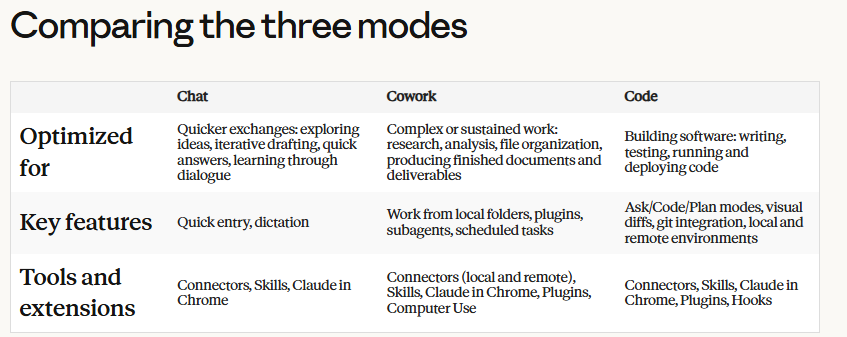 Comparing the three modes
Chat
Cowork
Code
Optimized
for
Quicker exchanges: exploring
ideas, iterative drafting, quick
answers, learning through
dialogue
Complex or sustained work:
research, analysis, file organization,
producing finished documents and
deliverables
Building software: writing,
testing, running and
deploying code
Key features
Quick entry, dictation
Work from local folders, plugins,
subagents, scheduled tasks
Ask/Code/Plan modes, visual
diffs, git integration, local and
remote environments
Tools and
extensions
Connectors, Skills, Claude in
Chrome
Connectors (local and remote),
Skills, Claude in Chrome, Plugins,
Computer Use
Connectors, Skills, Claude in
Chrome, Plugins, Hooks